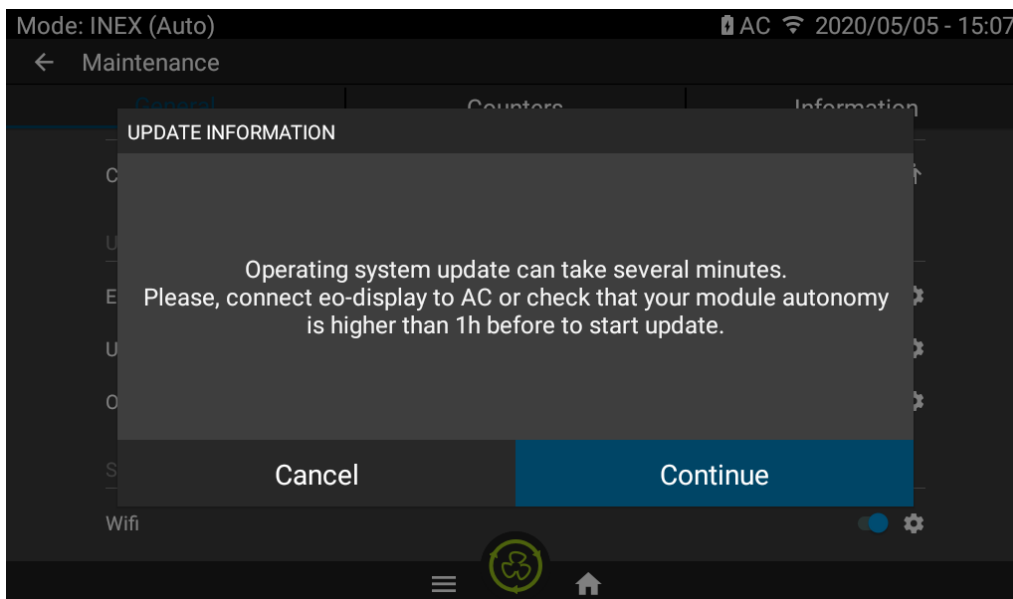 Mode: INEX (Auto)
AC 2020/05/05 - 15:07
Maintenance
General Counters Information
UPDATE INFORMATION
C
U
Operating system update can take several minutes.
E
Please, connect eo-display to AC or check that your module autonomy
is higher than 1h before to start update.
U
O
Cancel Continue
S
Wifi